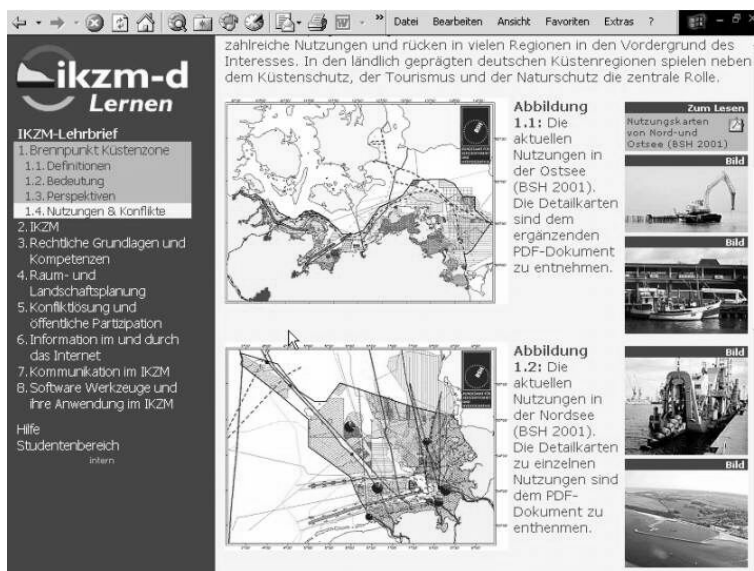 Datei Bearbeiten Ansicht Favoriten Extras ?
ikzm-d
Lernen
IKZM-Lehrbrief
1. Brennpunkt Küstenzone
1.1. Definitionen
1.2. Bedeutung
1.3. Perspektiven
1.4. Nutzungen & Konflikte
2. IKZM
3. Rechtliche Grundlagen und
Kompetenzen
4. Raum- und
Landschaftsplanung
5. Konfliktlösung und
öffentliche Partizipation
6. Information im und durch
das Internet
7. Kommunikation im IKZM
8. Software Werkzeuge und
ihre Anwendung im IKZM
Hilfe
Studentenbereich
intern
zahlreiche Nutzungen und rücken in vielen Regionen in den Vordergrund des
Interesses. In den ländlich geprägten deutschen Küstenregionen spielen neben
dem Küstenschutz, der Tourismus und der Naturschutz die zentrale Rolle.
Abbildung
1.1: Die
aktuellen
Nutzungen in
der Ostsee
(BSH 2001).
Die Detailkarten
sind dem
ergänzenden
PDF-Dokument
zu entnehmen.
Abbildung
1.2: Die
aktuellen
Nutzungen in
der Nordsee
(BSH 2001).
Die Detailkarten
zu einzelnen
Nutzungen sind
dem PDF-
Dokument zu
enthenmen.
Zum Lesen
Nutzungskarten
von Nord-und
Ostsee (BSH 2001)
Bild
Bild
Bild
Bild